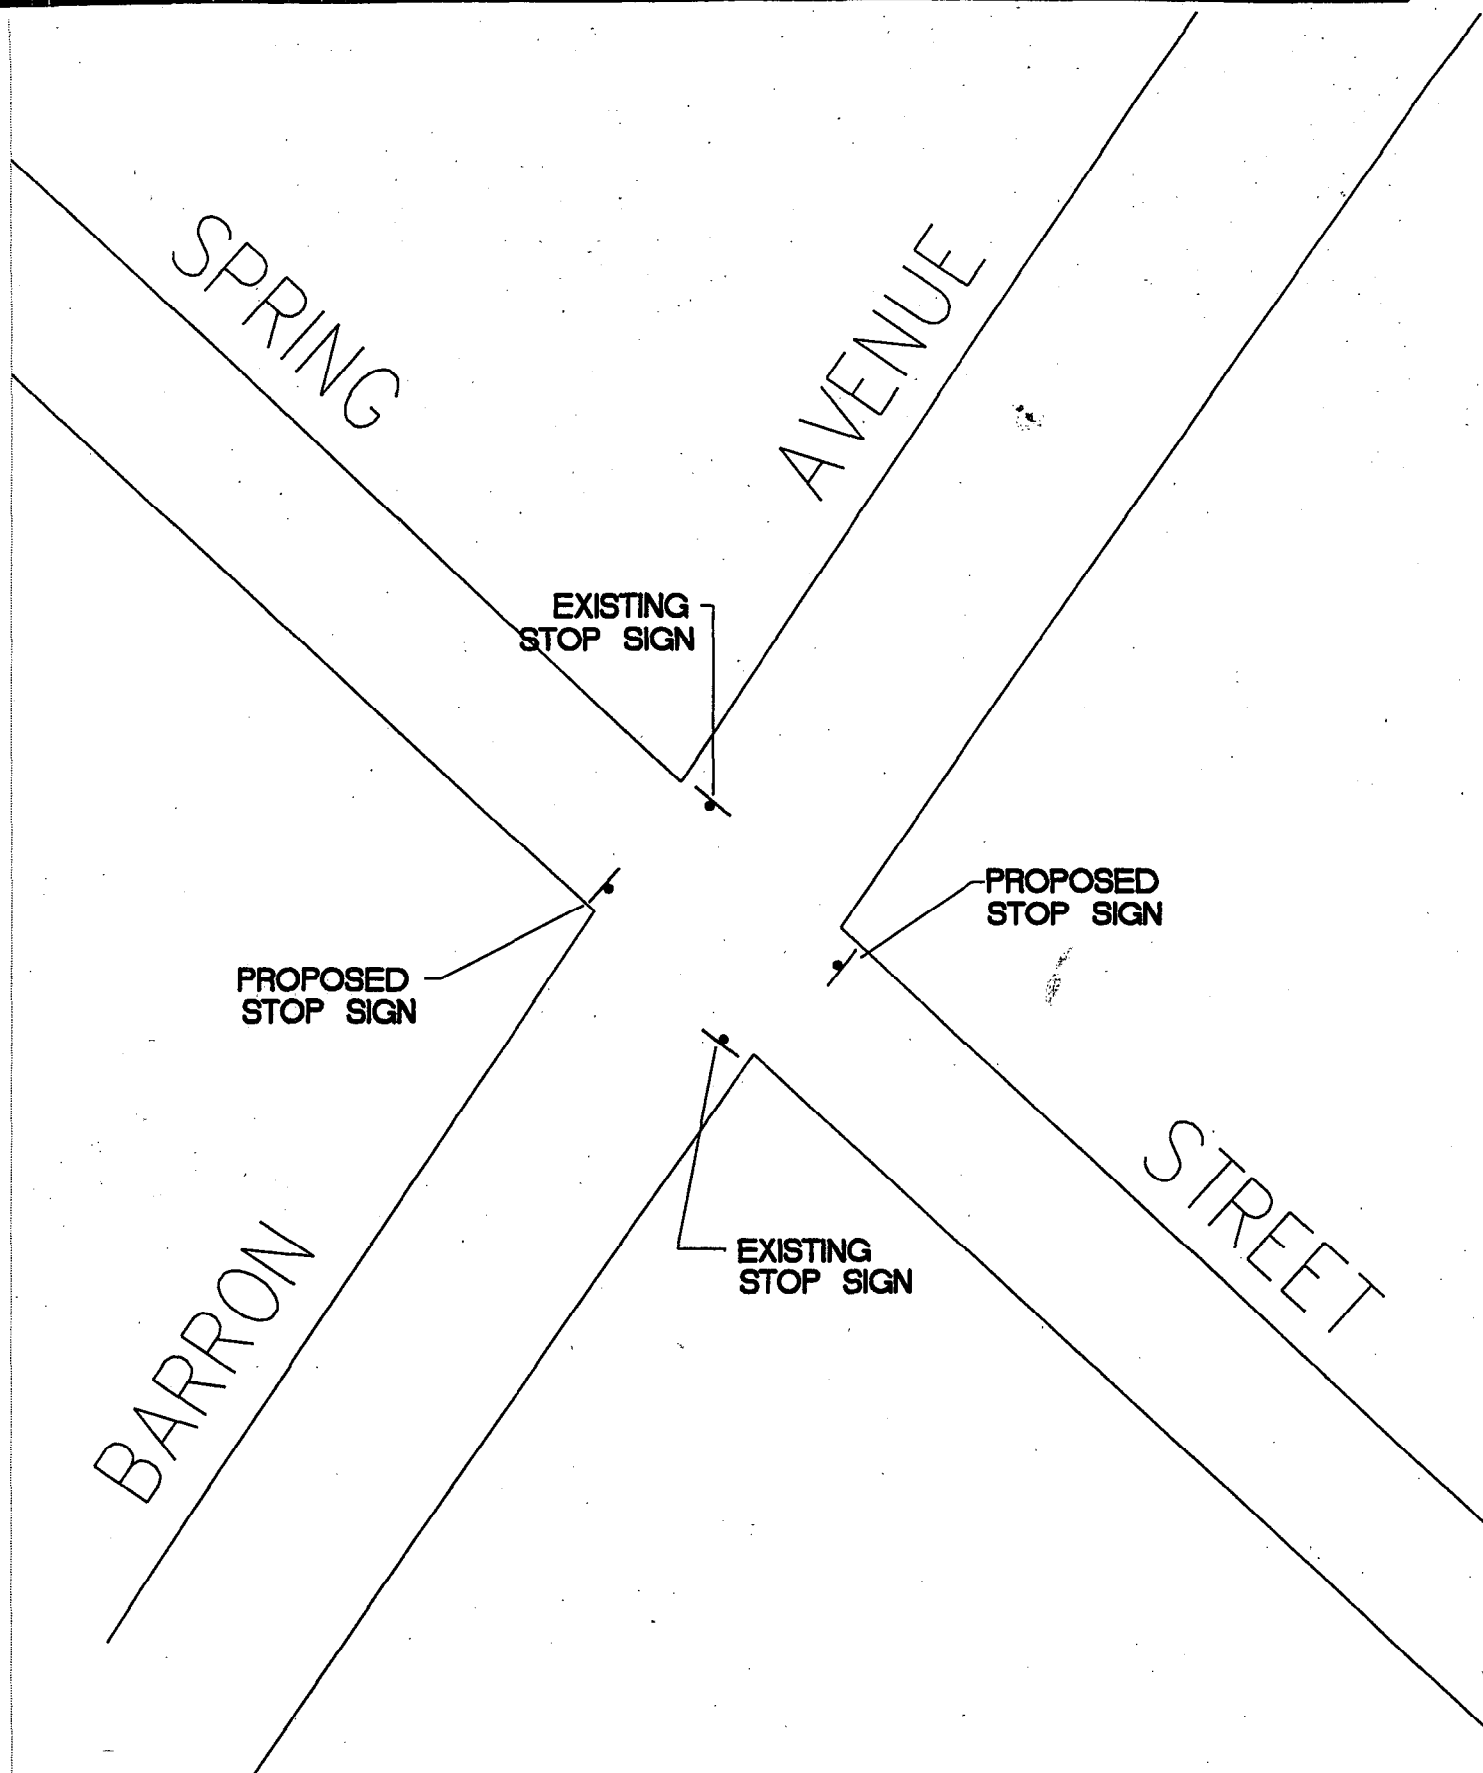 SPRING
AVENUE
EXISTING
STOP SIGN
PROPOSED
STOP SIGN
PROPOSED
STOP SIGN
STREET
BARRON
EXISTING
STOP SIGN